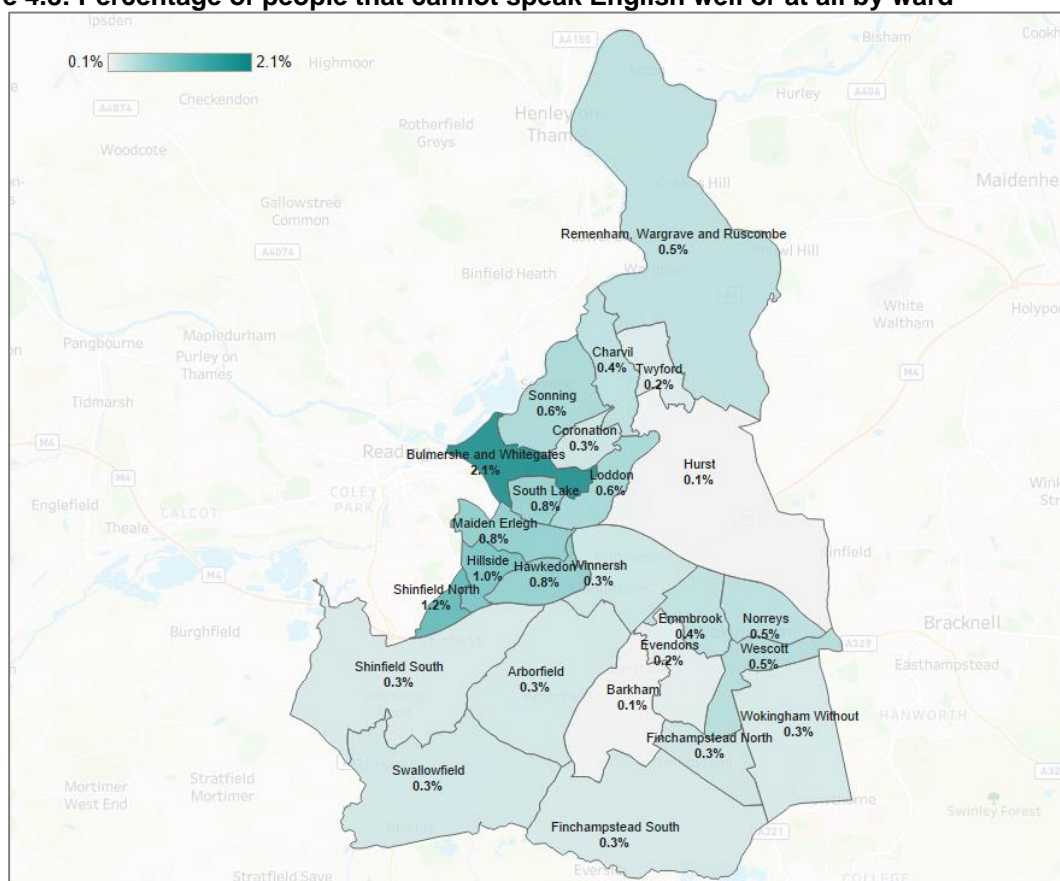 e 4.6: Percentage of people that cannot speak English well or at all by ward
0.1%
2.1%
Ipsden
A4155
Bisham
Cookh
Highmoor
Checkendon
A4074
Hurley
A404
Henley-on-
Thames
Rotherfield
Greys
Woodcote
Maidenhe
Gallowstree
Common
Remenham, Wargrave and Ruscombe
0.5%
A4074
Binfield Heath
White
Waltham
Holypo
Mapledurham
Pangbourne
Purley on
Thames
Charvil
0.4%
Twyford
0.2%
M4
Tidmarsh
Sonning
0.6%
Coronation
0.3%
M4
Bulmershe and Whitegates
2.1%
Hurst
0.1%
Loddon
0.6%
South Lake
0.8%
COLEY
PARK
Englefield
CALCOT
Theale
Maiden Erlegh
0.8%
Hillside
1.0%
Hawkedon
0.8%
Winnersh
0.3%
M4
Shinfield North
1.2%
Burghfield
Emmbrook
0.4%
Norreys
0.5%
Bracknell
A329
Evendons
0.2%
Wescott
0.5%
Easthampstead
Shinfield South
0.3%
Arborfield
0.3%
Barkham
0.1%
Wokingham Without
0.3%
HANWORTH
Finchampstead North
0.3%
Swallowfield
0.3%
Stratfield
Mortimer
Mortimer
West End
Swinley Forest
Finchampstead South
0.3%
A321
Eversle
Stratfield Saye
COLLEGE